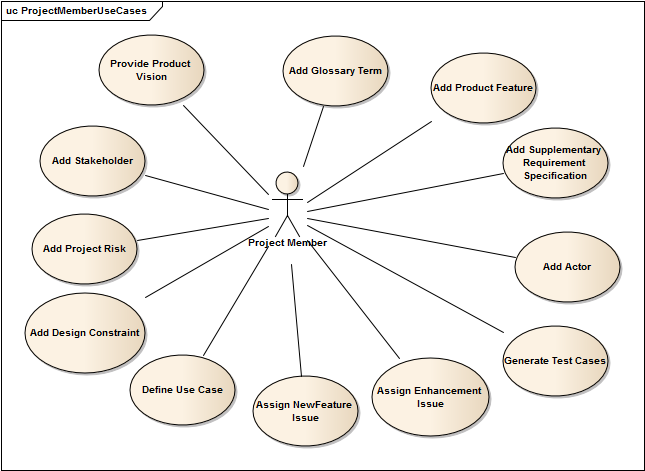 uc ProjectMemberUseCases
Provide Product
Vision
Add Glossary Term
Add Product Feature
Add Stakeholder
Add Supplementary
Requirement
Specification
Project Member
Add Project Risk
Add Actor
Add Design Constraint
Generate Test Cases
Define Use Case
Assign NewFeature
Issue
Assign Enhancement
Issue